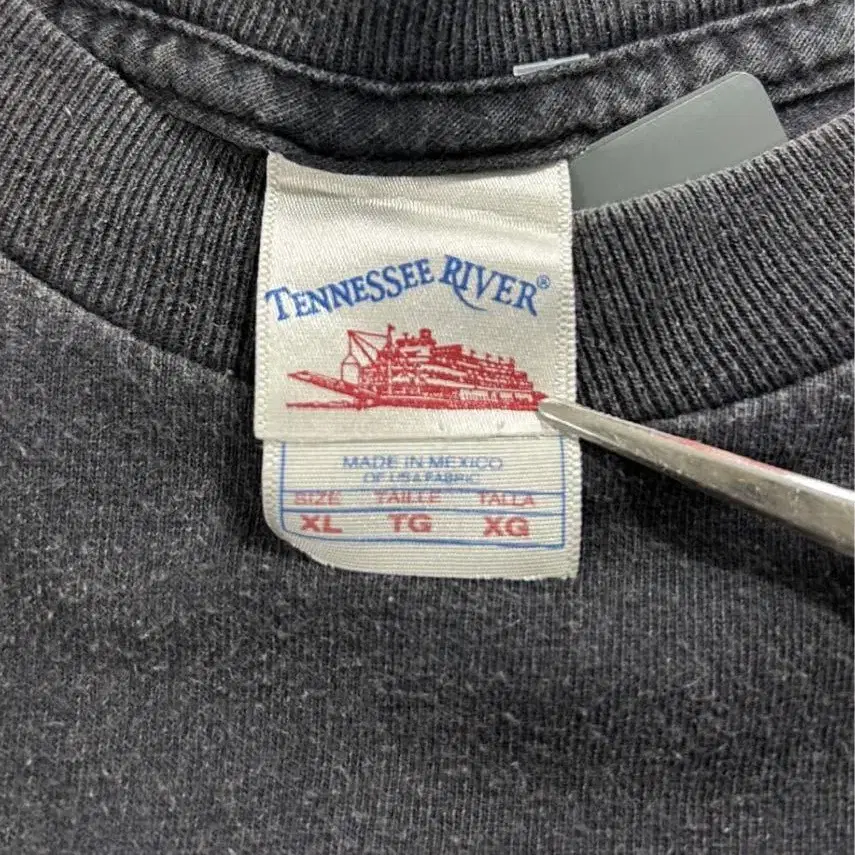 TENNESSEE RIVER®
MADE IN MEXICO
OF USA FABRIC
SIZE TAILLE TALLA
XL TG XG